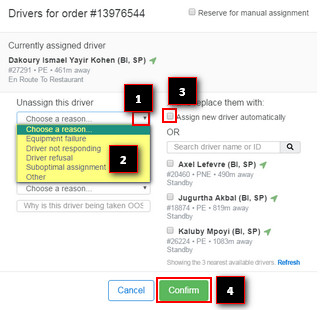 Drivers for order #13976544
Reserve for manual assignment
Currently assigned driver
Dakoury Ismael Yayir Kohen (BI, SP)
#27291 • PE • 461m away
En Route To Restaurant
Unassign this driver
1
Choose a reason...
Choose a reason...
Equipment failure
Driver not responding
Driver refusal
Suboptimal assignment
Other
2
Choose a reason...
Why is this driver being taken OOS
3
place them with:
Assign new driver automatically
OR
Search driver name or ID
Axel Lefevre (BI, SP)
#20460 • PNE • 490m away
Standby
Jugurtha Akbal (BI, SP)
#18874 • PE • 819m away
Standby
Kaluby Mpoyi (BI, SP)
#26224 • PE • 1083m away
Standby
Showing the 3 nearest available drivers. Refresh
Cancel
Confirm
4